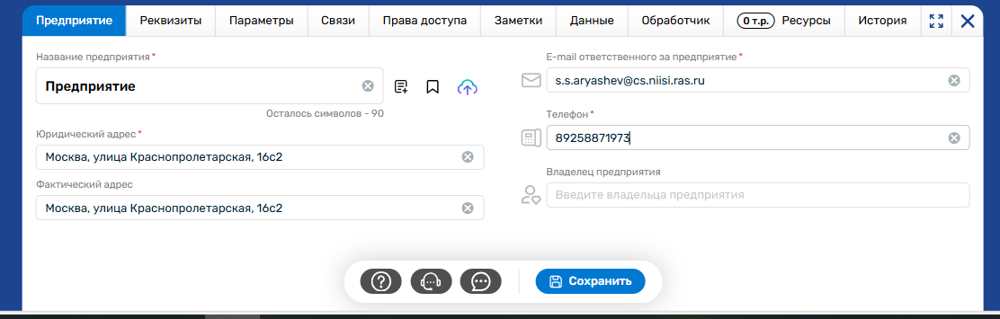 Предприятие Реквизиты Параметры Связи Права доступа Заметки Данные Обработчик 0 т.р. Ресурсы История
Название предприятия *
Предприятие
Осталось символов - 90
Юридический адрес *
Москва, улица Краснопролетарская, 16с2
Фактический адрес
Москва, улица Краснопролетарская, 16с2
E-mail ответственного за предприятие *
s.s.aryashev@cs.niisi.ras.ru
Телефон *
89258871973
Владелец предприятия
Введите владельца предприятия
Сохранить